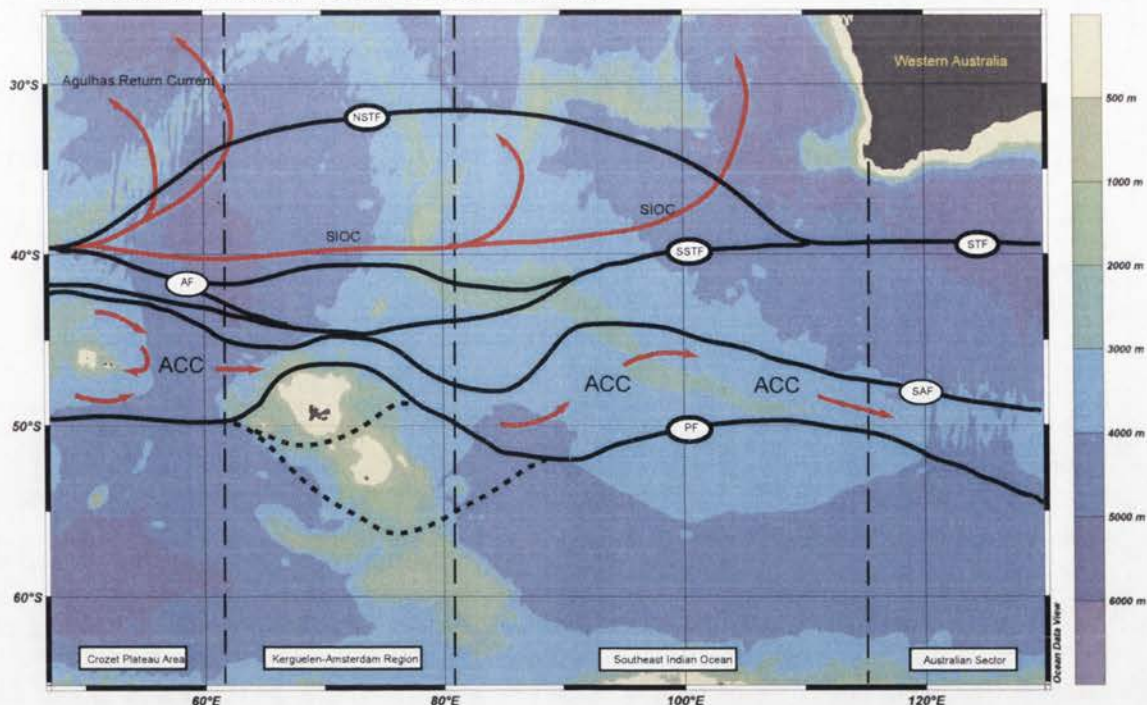 Agulhas Return Current
Western Australia
30°S
500 m
NSTF
1000 m
SIOC
SIOC
40°S
SSTF
STF
2000 m
AF
3000 m
ACC
ACC
ACC
SAF
4000 m
50°S
PF
5000 m
60°S
6000 m
Ocean Data View
Crozet Plateau Area
Kerguelen-Amsterdam Region
Southeast Indian Ocean
Australian Sector
60°E
80°E
100°E
120°E